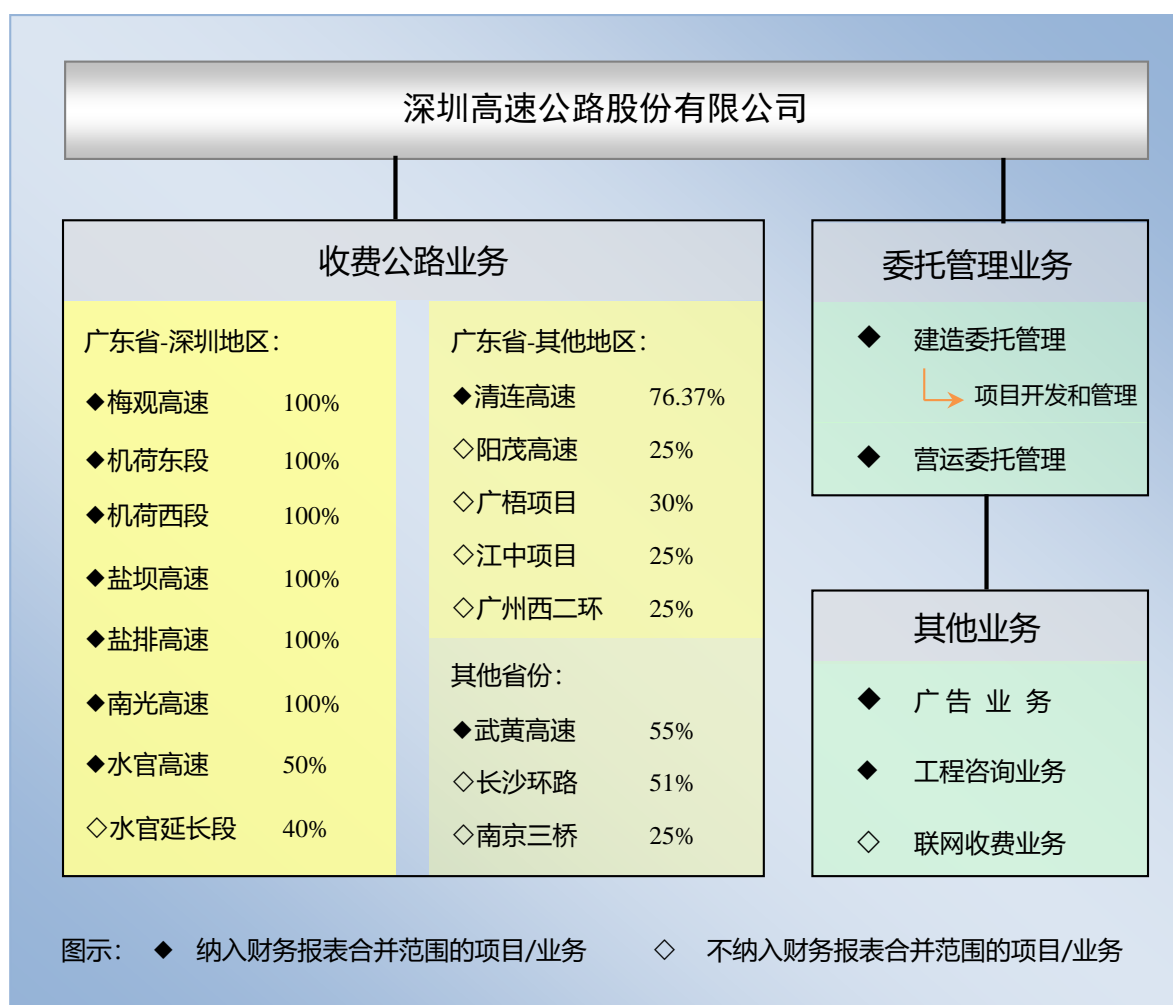 深圳高速公路股份有限公司
收费公路业务
广东省-深圳地区：
◆梅观高速 100%
◆机荷东段 100%
◆机荷西段 100%
◆盐坝高速 100%
◆盐排高速 100%
◆南光高速 100%
◆水官高速 50%
◇水官延长段 40%
广东省-其他地区：
◆清连高速 76.37%
◇阳茂高速 25%
◇广梧项目 30%
◇江中项目 25%
◇广州西二环 25%
其他省份：
◆武黄高速 55%
◇长沙环路 51%
◇南京三桥 25%
委托管理业务
◆ 建造委托管理
项目开发和管理
◆ 营运委托管理
其他业务
◆ 广 告 业 务
◆ 工程咨询业务
◇ 联网收费业务
图示： ◆ 纳入财务报表合并范围的项目/业务 ◇ 不纳入财务报表合并范围的项目/业务